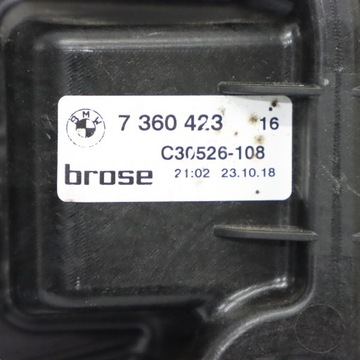 BMW 7 360 423 16
C30526-108
brose 21:02 23.10.18